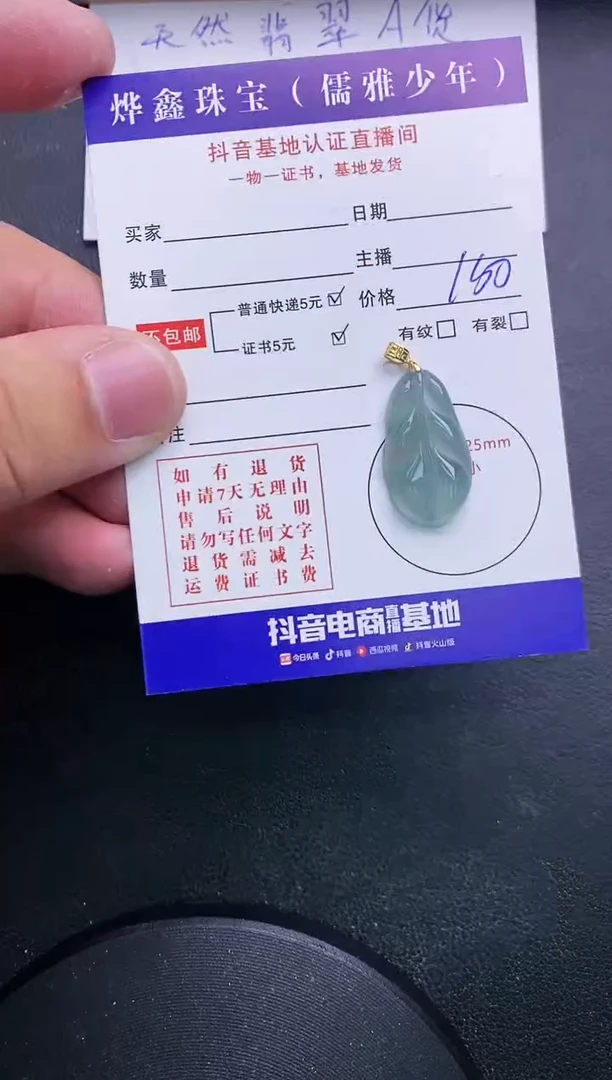 天然翡翠A货
烨鑫珠宝（儒雅少年）
抖音基地认证直播间
一物一证书，基地发货
买家 日期
数量 主播
普通快递5元 ☑ 价格 150
不包邮
证书5元 ☑ 有纹□ 有裂□
注
25mm
小
如有退货
申请7天无理由
售后说明
请勿写任何文字
退货需减去
运费证书费
抖音电商直播基地
今日头条 抖音 西瓜视频 抖音火山版